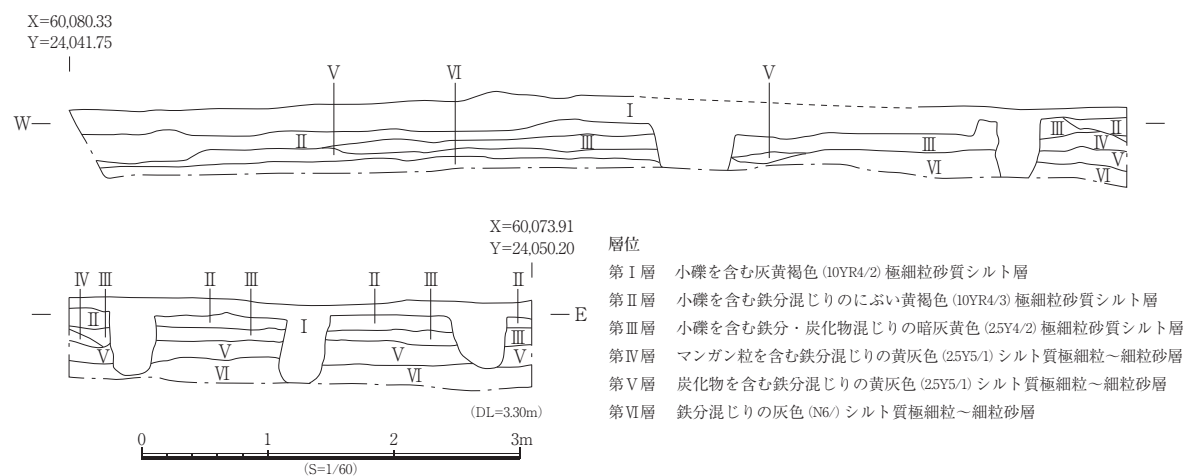 X=60,080.33
Y=24,041.75
Ⅴ Ⅵ Ⅴ
Ⅰ
W
Ⅱ Ⅲ Ⅲ Ⅲ Ⅱ
Ⅳ
Ⅵ Ⅴ
Ⅵ
X=60,073.91
Y=24,050.20
Ⅳ Ⅲ Ⅱ Ⅲ Ⅱ Ⅲ Ⅱ
Ⅱ Ⅰ E
Ⅲ
Ⅴ Ⅴ Ⅴ Ⅴ
Ⅵ Ⅵ
(DL=3.30m)
0 1 2 3m
(S=1/60)
層位
第Ⅰ層 小礫を含む灰黄褐色(10YR4/2)極細粒砂質シルト層
第Ⅱ層 小礫を含む鉄分混じりのにぶい黄褐色(10YR4/3)極細粒砂質シルト層
第Ⅲ層 小礫を含む鉄分・炭化物混じりの暗灰黄色(2.5Y4/2)極細粒砂質シルト層
第Ⅳ層 マンガン粒を含む鉄分混じりの黄灰色(2.5Y5/1)シルト質極細粒～細粒砂層
第Ⅴ層 炭化物を含む鉄分混じりの黄灰色(2.5Y5/1)シルト質極細粒～細粒砂層
第Ⅵ層 鉄分混じりの灰色(N6/)シルト質極細粒～細粒砂層